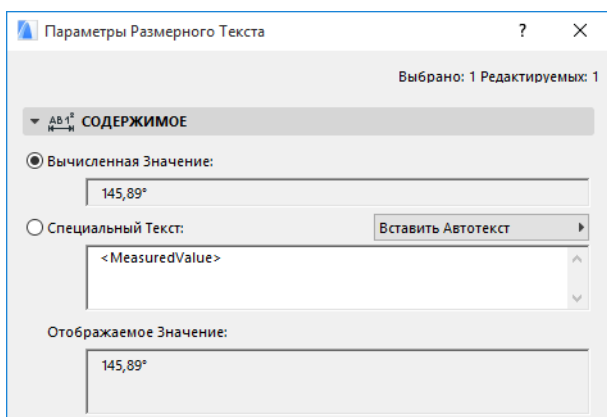 Параметры Размерного Текста
?
Выбрано: 1 Редактируемых: 1
AB1² СОДЕРЖИМОЕ
Вычисленная Значение:
145,89°
Специальный Текст:
Вставить Автотекст
<MeasuredValue>
Отображаемое Значение:
145,89°